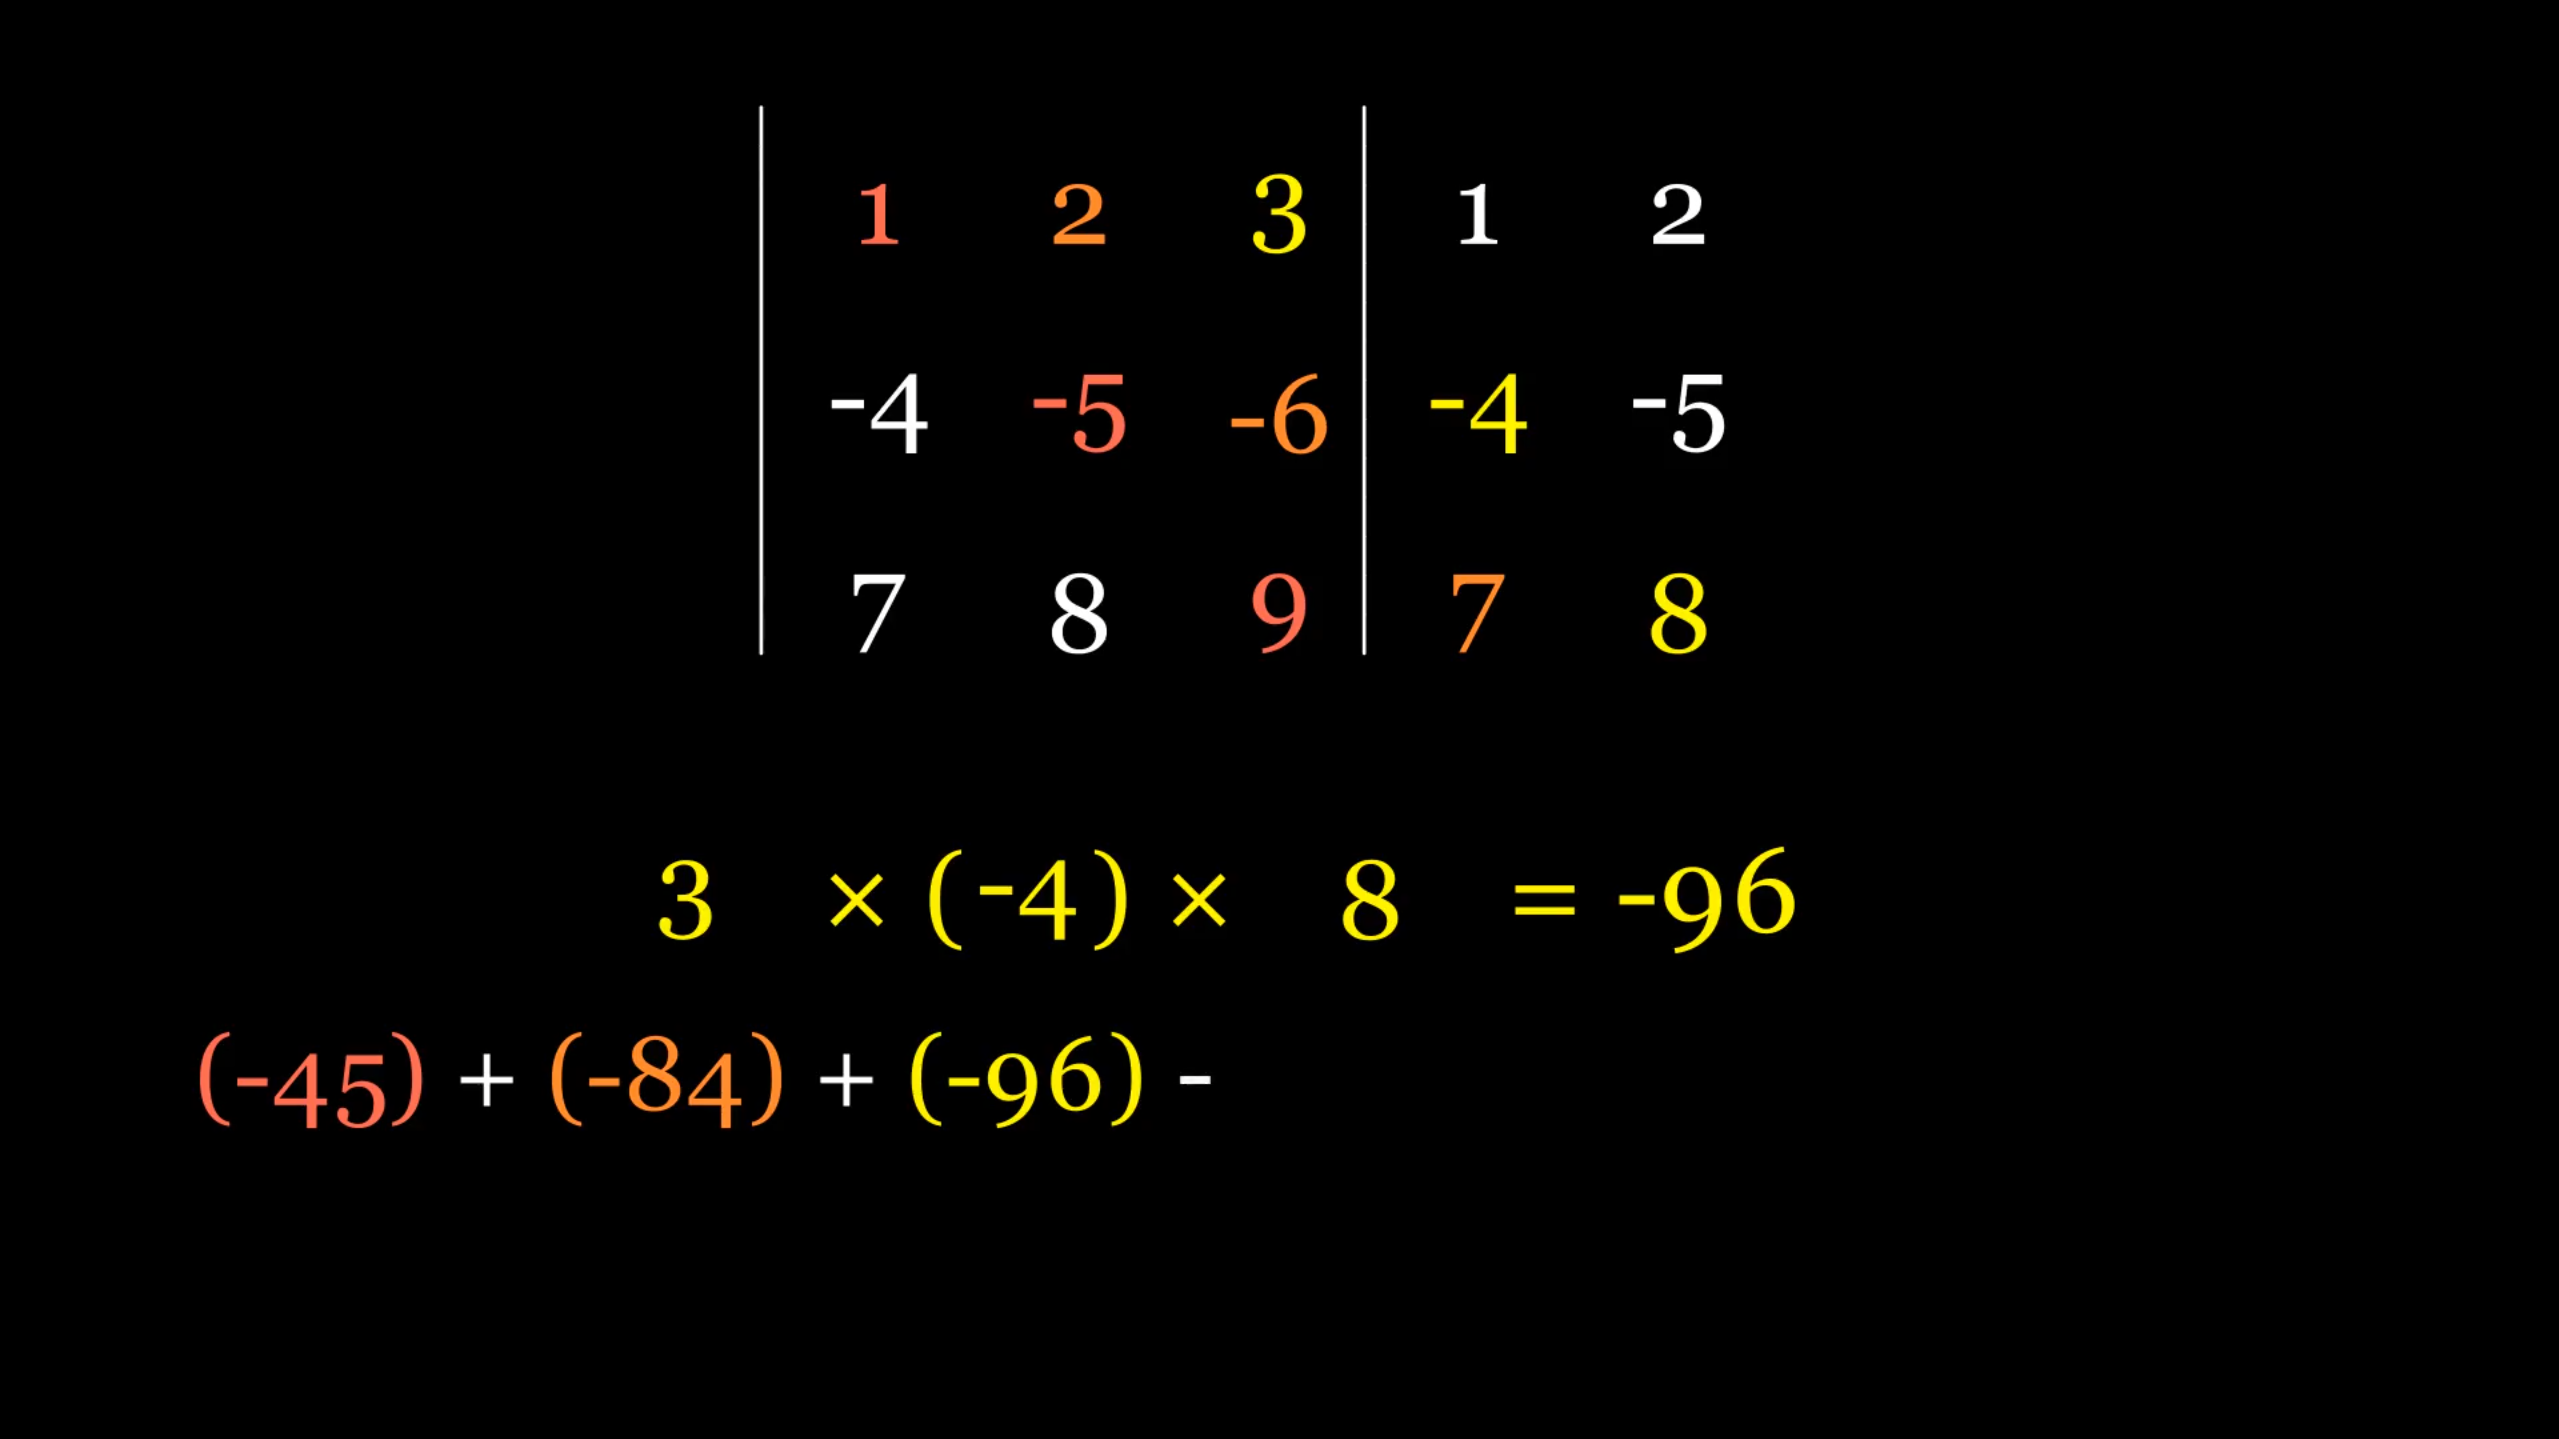 1 2 3 1 2
-4 -5 -6 -4 -5
7 8 9 7 8
3 × (-4) × 8 = -96
(-45) + (-84) + (-96) -